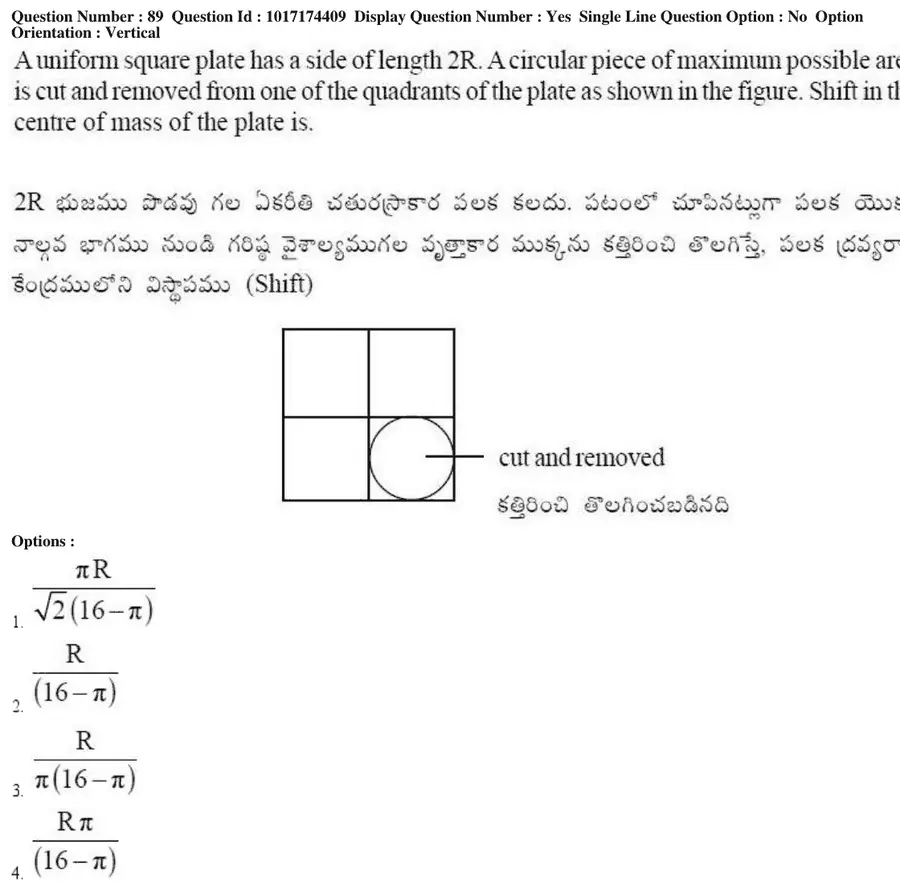 Question Number : 89 Question Id : 1017174409 Display Question Number : Yes Single Line Question Option : No Option
Orientation : Vertical
A uniform square plate has a side of length 2R. A circular piece of maximum possible are
is cut and removed from one of the quadrants of the plate as shown in the figure. Shift in th
centre of mass of the plate is.
2R భుజము పొడవు గల ఏకరీతి చతురస్రాకార పలక కలదు. పటంలో చూపినట్లుగా పలక యొక
నాల్గవ భాగము నుండి గరిష్ఠ వైశాల్యముగల వృత్తాకార ముక్కను కత్తిరించి తొలగిస్తే, పలక ద్రవ్యరా
కేంద్రములోని విస్థాపము (Shift)
cut and removed
కత్తిరించి తొలగించబడినది
Options :
1. πR / √2(16−π)
2. R / (16−π)
3. R / π(16−π)
4. Rπ / (16−π)